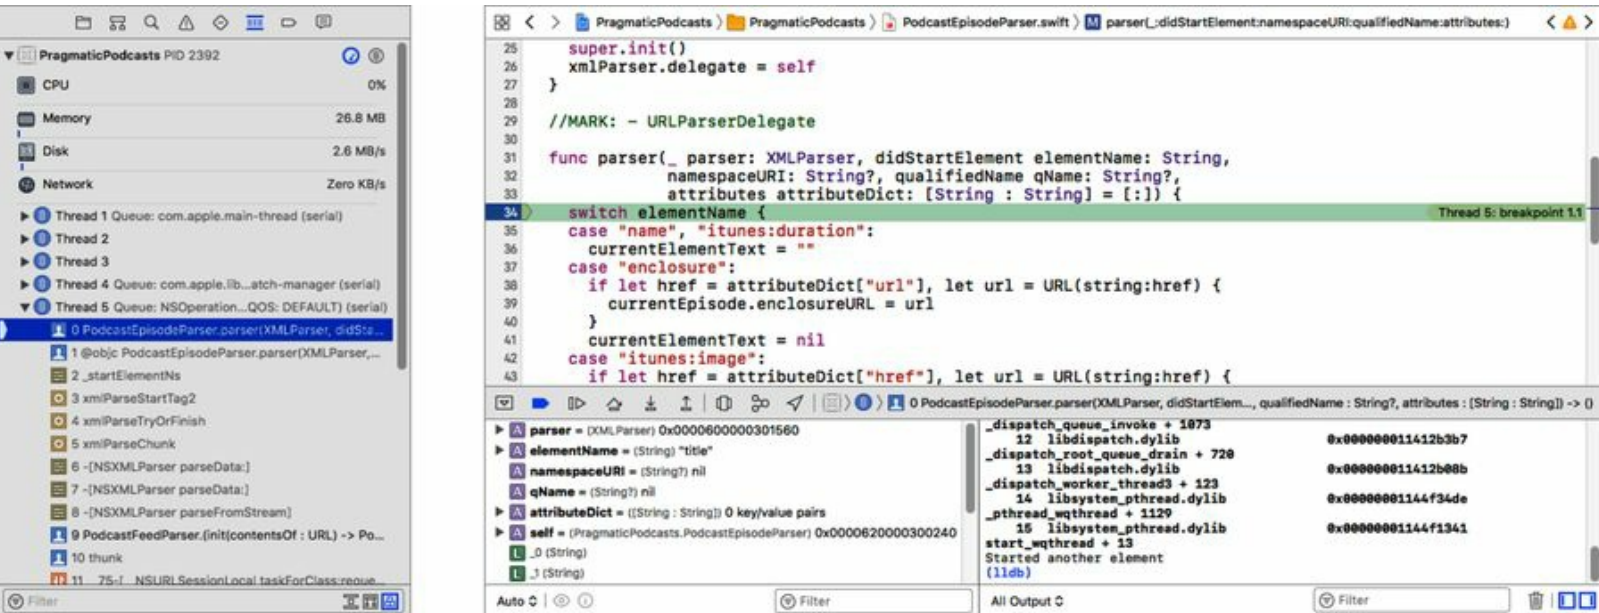 PragmaticPodcasts PID 2392
CPU 0%
Memory 26.8 MB
Disk 2.6 MB/s
Network Zero KB/s
Thread 1 Queue: com.apple.main-thread (serial)
Thread 2
Thread 3
Thread 4 Queue: com.apple.lib...atch-manager (serial)
Thread 5 Queue: NSOperation...QOS: DEFAULT) (serial)
0 PodcastEpisodeParser.parser(XMLParser, didSta...
1 @objc PodcastEpisodeParser.parser(XMLParser,...
2 _startElementNs
3 xmlParseStartTag2
4 xmlParseTryOrFinish
5 xmlParseChunk
6 -[NSXMLParser parseData:]
7 -[NSXMLParser parseData:]
8 -[NSXMLParser parseFromStream]
9 PodcastFeedParser.(init(contentsOf : URL) -> Po...
10 thunk
11 __75-[__NSURLSessionLocal taskForClass:reque...
Filter
PragmaticPodcasts PragmaticPodcasts PodcastEpisodeParser.swift M parser(_:didStartElement:namespaceURI:qualifiedName:attributes:)
25 super.init()
26 xmlParser.delegate = self
27 }
28
29 //MARK: - URLParserDelegate
30
31 func parser(_ parser: XMLParser, didStartElement elementName: String,
32 namespaceURI: String?, qualifiedName qName: String?,
33 attributes attributeDict: [String : String] = [:]) {
34 switch elementName { Thread 5: breakpoint 1.1
35 case "name", "itunes:duration":
36 currentElementText = ""
37 case "enclosure":
38 if let href = attributeDict["url"], let url = URL(string:href) {
39 currentEpisode.enclosureURL = url
40 }
41 currentElementText = nil
42 case "itunes:image":
43 if let href = attributeDict["href"], let url = URL(string:href) {
0 PodcastEpisodeParser.parser(XMLParser, didStartElem..., qualifiedName : String?, attributes : [String : String]) -> ()
A parser = (XMLParser) 0x0000600000301560
A elementName = (String) "title"
A namespaceURI = (String?) nil
A qName = (String?) nil
A attributeDict = ([String : String]) 0 key/value pairs
A self = (PragmaticPodcasts.PodcastEpisodeParser) 0x0000620000300240
L _0 (String)
L _1 (String)
Auto
Filter
_dispatch_queue_invoke + 1073
12 libdispatch.dylib 0x000000011412b3b7
_dispatch_root_queue_drain + 720
13 libdispatch.dylib 0x000000011412b08b
_dispatch_worker_thread3 + 123
14 libsystem_pthread.dylib 0x00000001144f34de
_pthread_wqthread + 1129
15 libsystem_pthread.dylib 0x00000001144f1341
start_wqthread + 13
Started another element
(lldb)
All Output
Filter